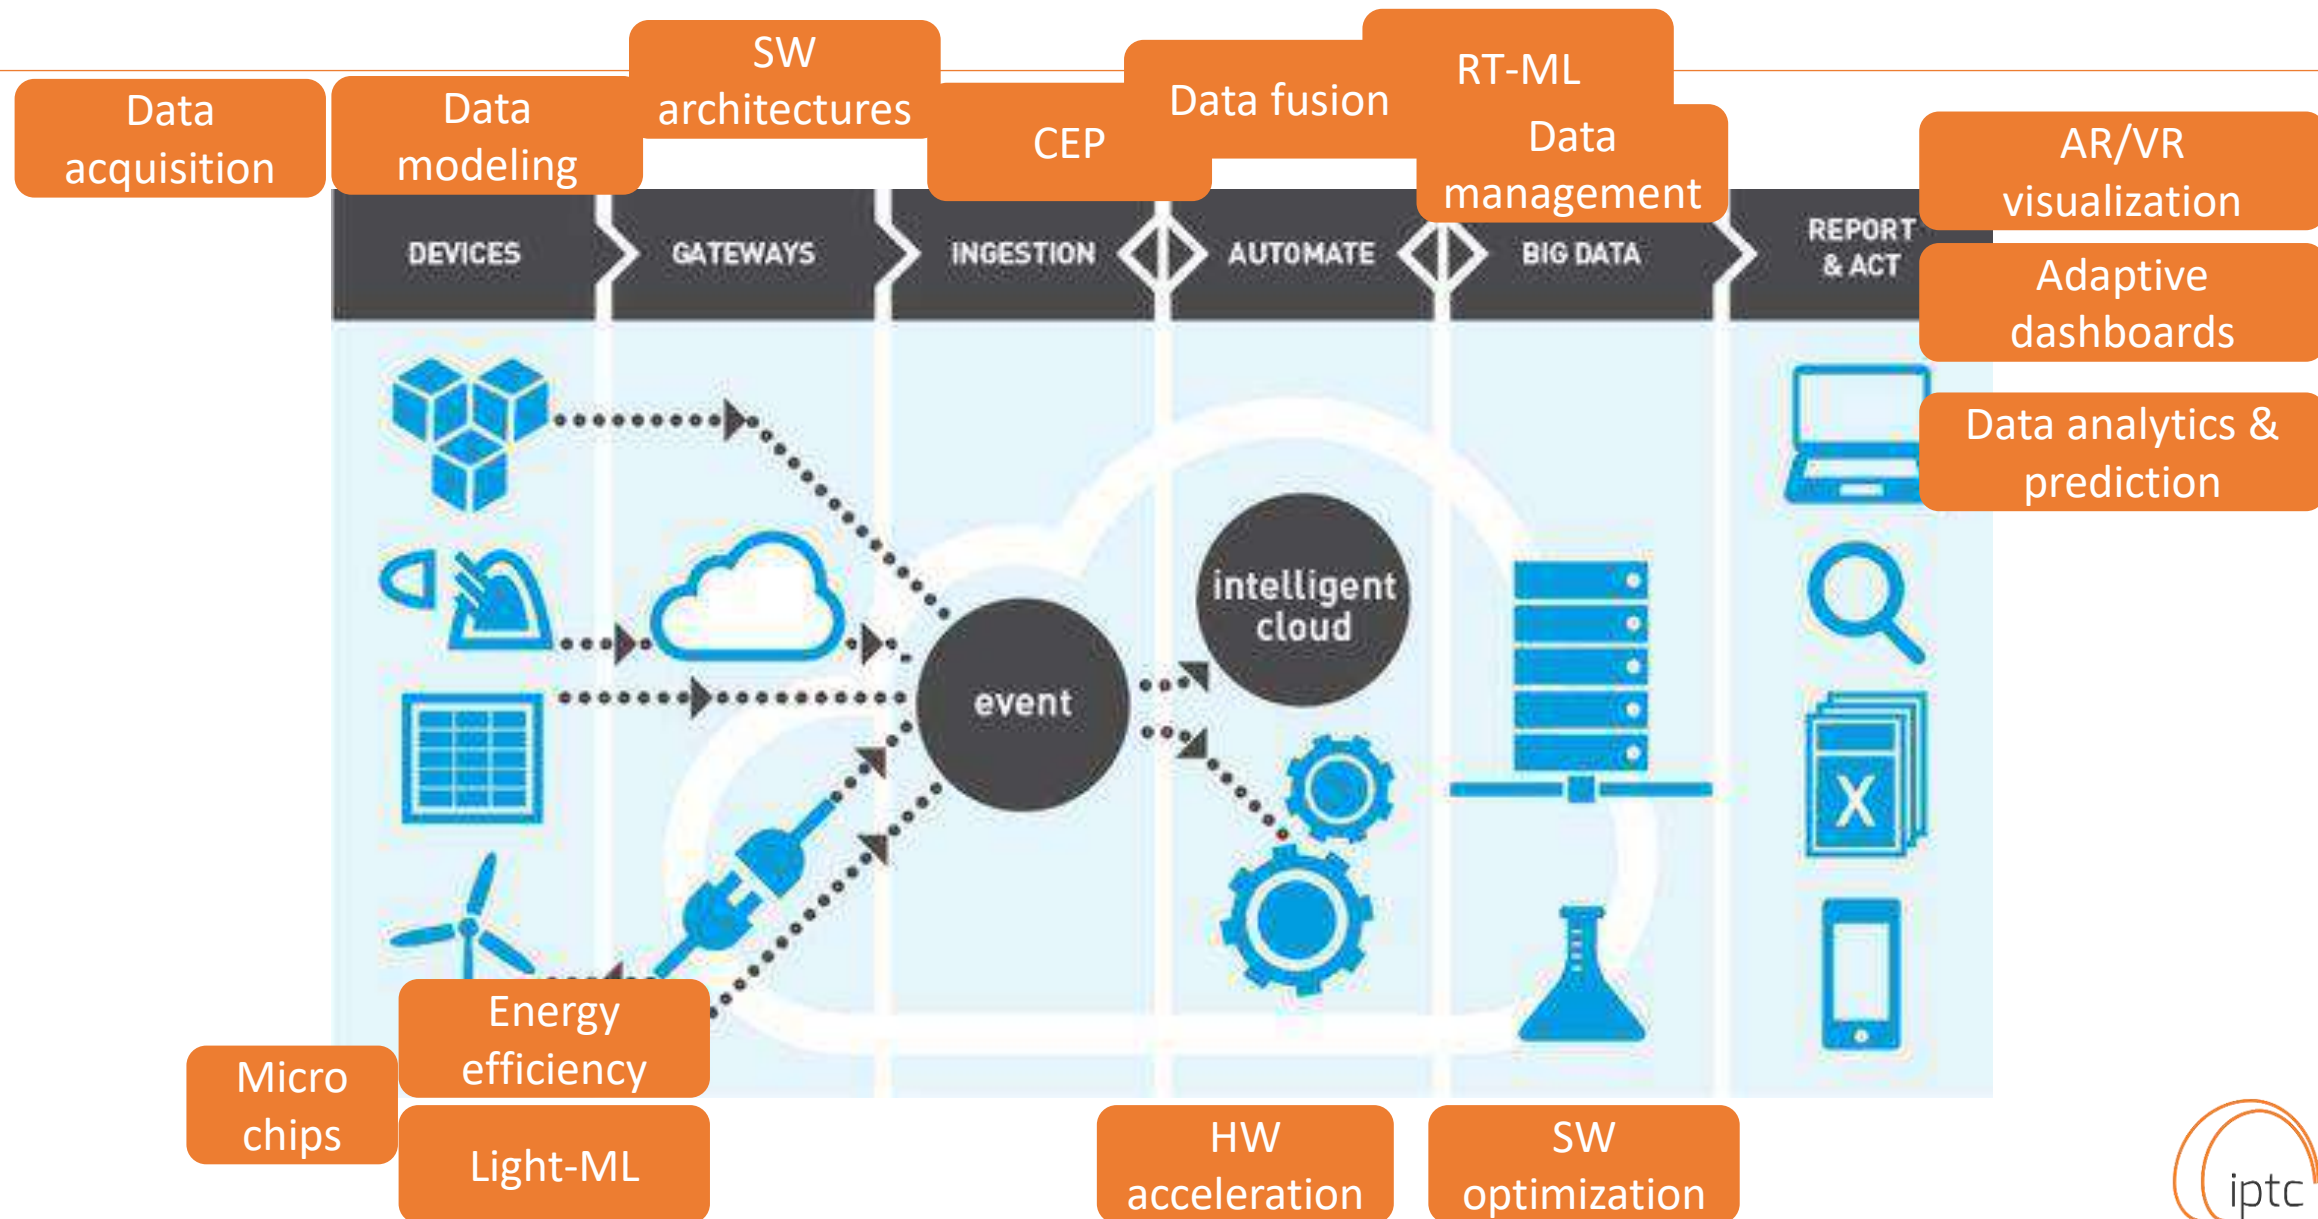 SW
architectures
RT-ML
Data
acquisition
Data
modeling
CEP
Data fusion
Data
management
AR/VR
visualization
DEVICES
GATEWAYS
INGESTION
AUTOMATE
BIG DATA
REPORT
& ACT
Adaptive
dashboards
Data analytics &
prediction
intelligent
cloud
event
X
Energy
efficiency
Micro
chips
Light-ML
HW
acceleration
SW
optimization
iptc